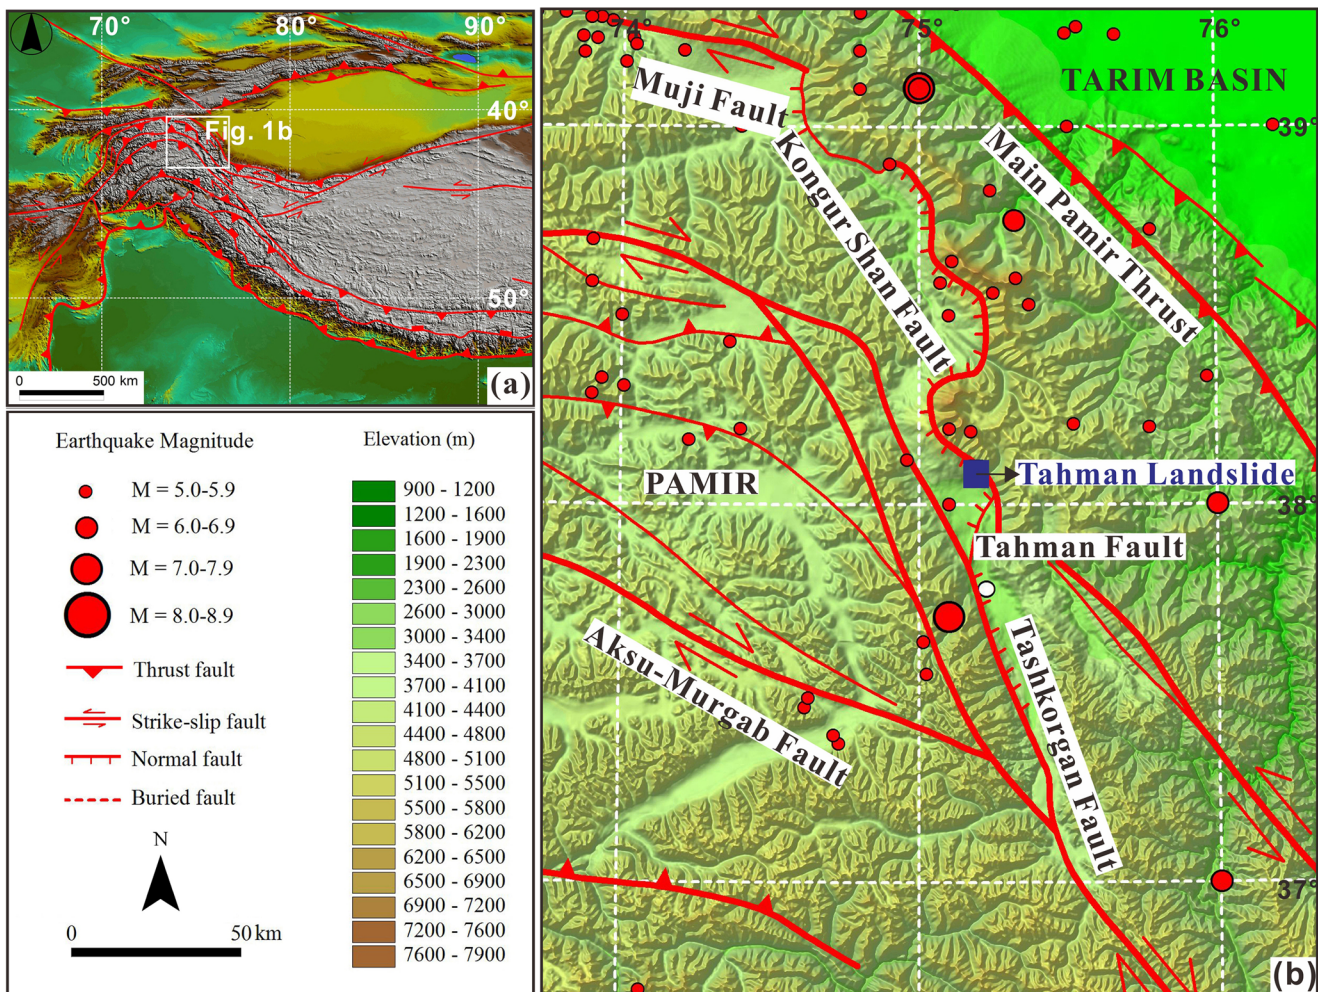 70°
80°
90°
40°
Fig. 1b
50°
0
500 km
(a)
Earthquake Magnitude
M = 5.0-5.9
M = 6.0-6.9
M = 7.0-7.9
M = 8.0-8.9
Thrust fault
Strike-slip fault
Normal fault
Buried fault
N
0
50 km
Elevation (m)
900 - 1200
1200 - 1600
1600 - 1900
1900 - 2300
2300 - 2600
2600 - 3000
3000 - 3400
3400 - 3700
3700 - 4100
4100 - 4400
4400 - 4800
4800 - 5100
5100 - 5500
5500 - 5800
5800 - 6200
6200 - 6500
6500 - 6900
6900 - 7200
7200 - 7600
7600 - 7900
74°
75°
76°
TARIM BASIN
Muji Fault
39°
Kongur Shan Fault
Main Pamir Thrust
PAMIR
Tahman Landslide
38°
Tahman Fault
Aksu-Murgab Fault
Tashkorgan Fault
37°
(b)